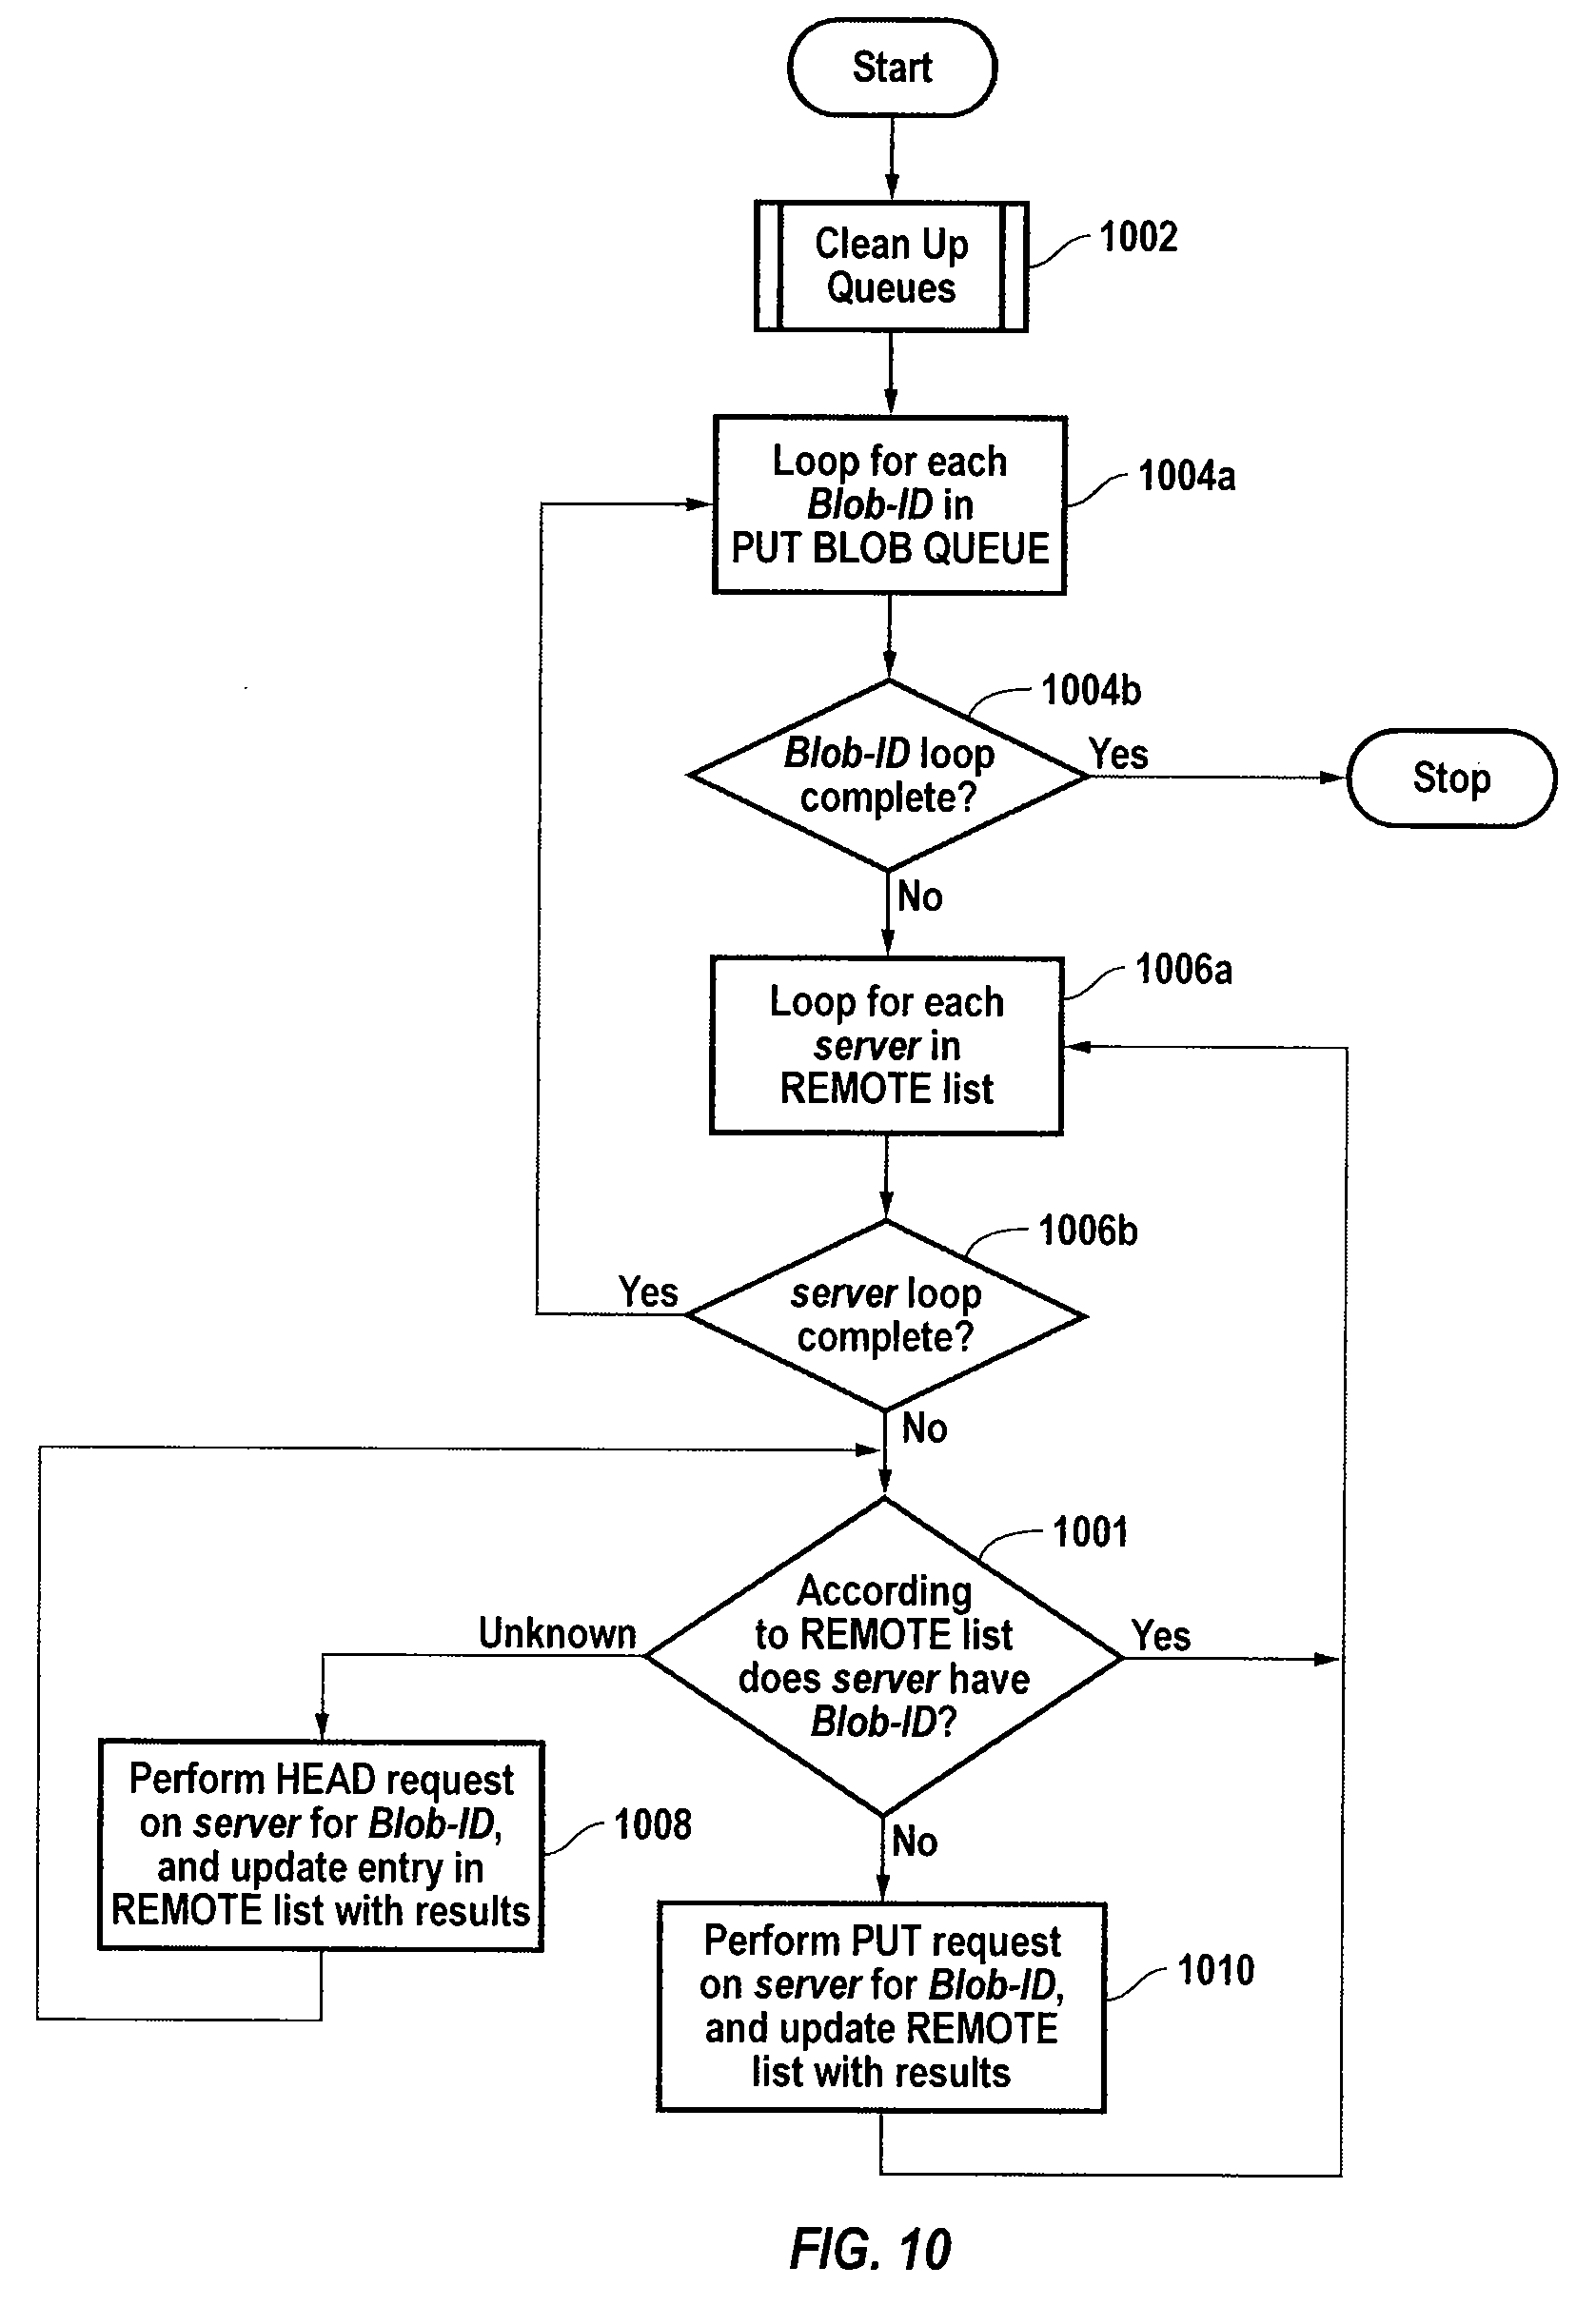 Start
Clean Up
Queues
1002
Loop for each
Blob-ID in
PUT BLOB QUEUE
1004a
1004b
Blob-ID loop
complete?
Yes
Stop
No
1006a
Loop for each
server in
REMOTE list
1006b
server loop
complete?
Yes
No
1001
According
to REMOTE list
does server have
Blob-ID?
Unknown
Yes
Perform HEAD request
on server for Blob-ID,
and update entry in
REMOTE list with results
1008
No
Perform PUT request
on server for Blob-ID,
and update REMOTE
list with results
1010
FIG. 10